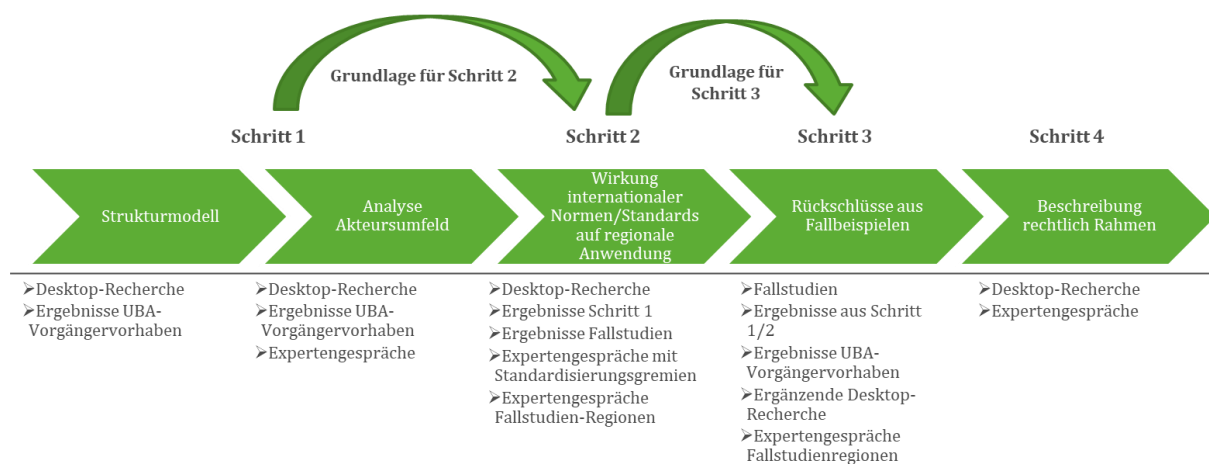 Grundlage für Schritt 2
Grundlage für
Schritt 3
Schritt 1
Schritt 2
Schritt 3
Schritt 4
Strukturmodell
Analyse
Akteursumfeld
Wirkung
internationaler
Normen/Standards
auf regionale
Anwendung
Rückschlüsse aus
Fallbeispielen
Beschreibung
rechtlich Rahmen
➢Desktop-Recherche
➢Ergebnisse UBA-
Vorgängervorhaben
➢Desktop-Recherche
➢Ergebnisse UBA-
Vorgängervorhaben
➢Expertengespräche
➢Desktop-Recherche
➢Ergebnisse Schritt 1
➢Ergebnisse Fallstudien
➢Expertengespräche mit
Standardisierungsgremien
➢Expertengespräche
Fallstudien-Regionen
➢Fallstudien
➢Ergebnisse aus Schritt
1/2
➢Ergebnisse UBA-
Vorgängervorhaben
➢Ergänzende Desktop-
Recherche
➢Expertengespräche
Fallstudienregionen
➢Desktop-Recherche
➢Expertengespräche